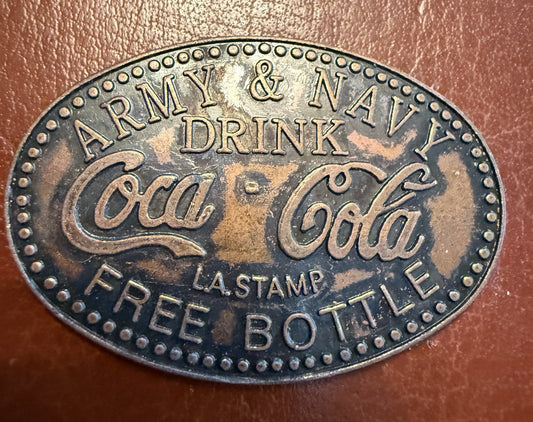 ARMY & NAVY
DRINK
Coca · Cola
L.A. STAMP
FREE BOTTLE